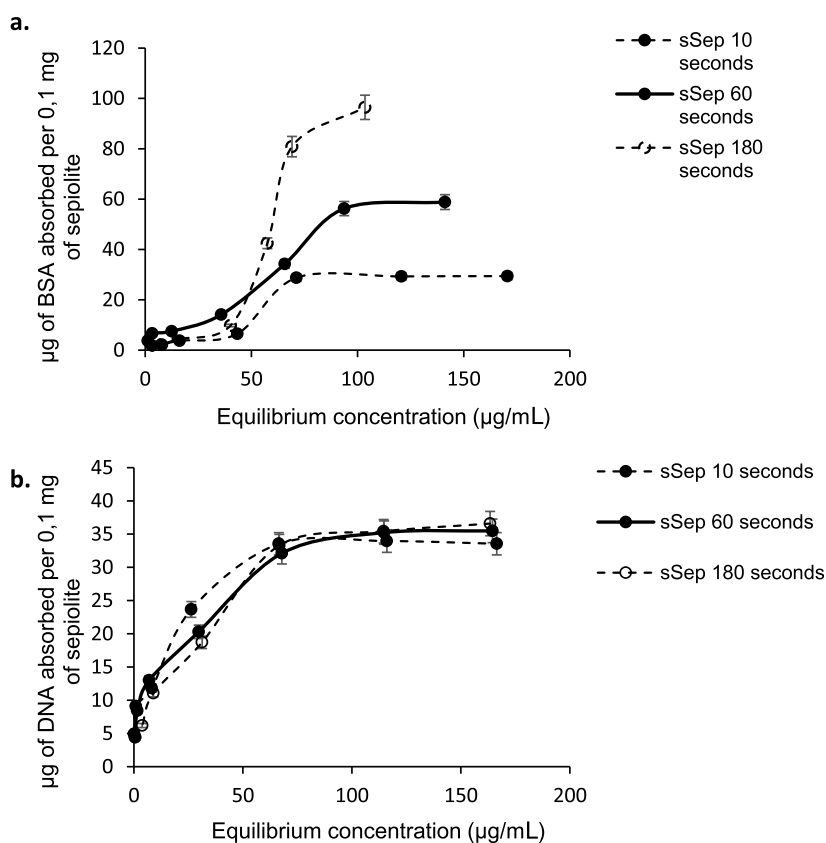 a.
µg of BSA absorbed per 0,1 mg
of sepiolite
120
100
80
60
40
20
0
0
50
100
150
200
Equilibrium concentration (µg/mL)
sSep 10
seconds
sSep 60
seconds
sSep 180
seconds
b.
µg of DNA absorbed per 0,1 mg
of sepiolite
45
40
35
30
25
20
15
10
5
0
0
50
100
150
200
Equilibrium concentration (µg/mL)
sSep 10 seconds
sSep 60 seconds
sSep 180 seconds